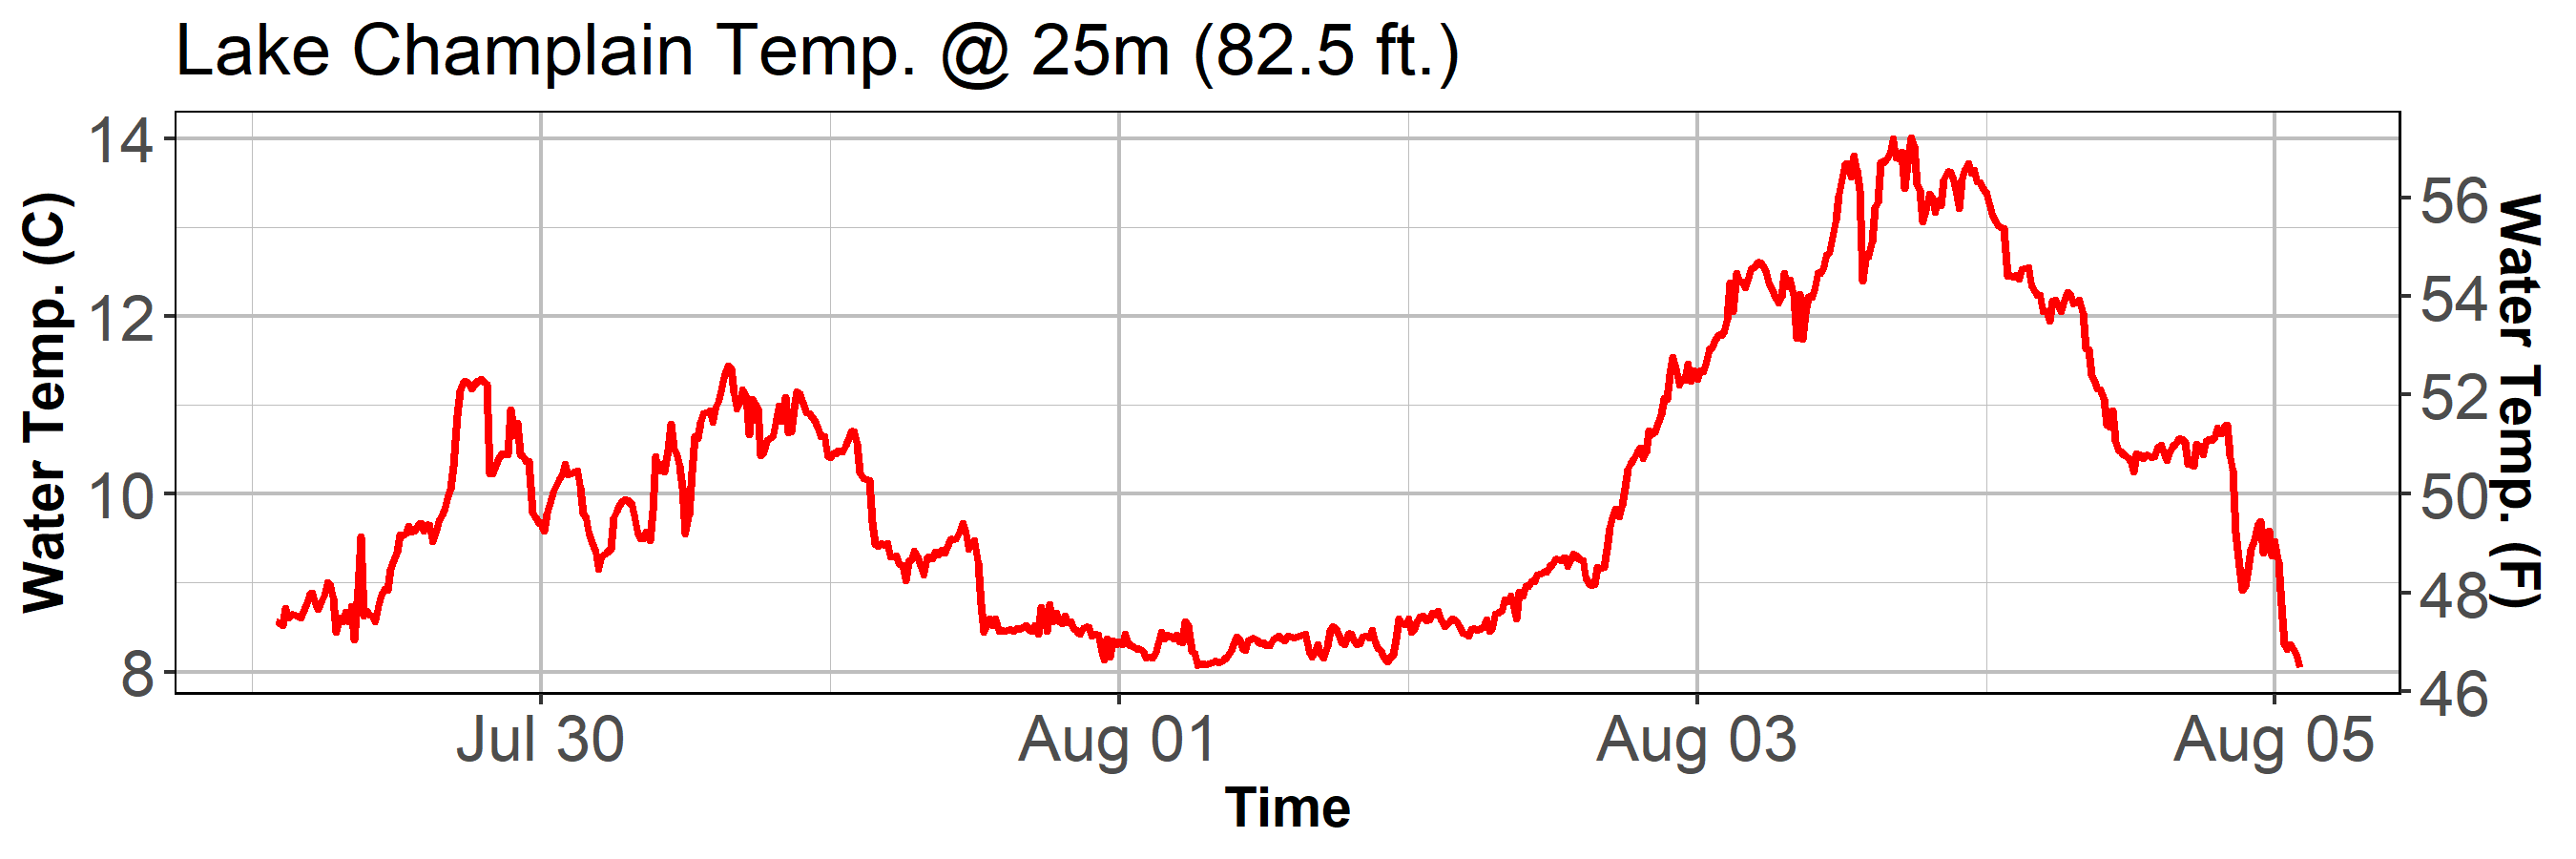 Lake Champlain Temp. @ 25m (82.5 ft.)
Water Temp. (C)
14
12
10
8
56
54
52
50
48
46
Water Temp. (F)
Jul 30
Aug 01
Aug 03
Aug 05
Time